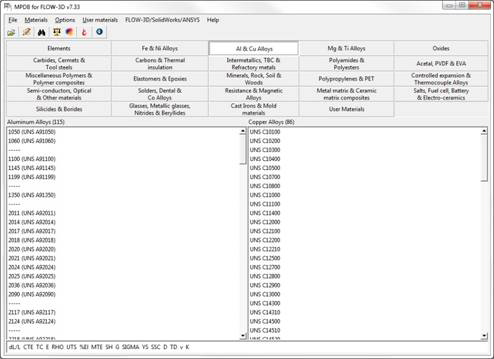 MPDB for FLOW-3D v7.33
File Materials Options User materials FLOW-3D/SolidWorks/ANSYS Help
Elements Fe & Ni Alloys Al & Cu Alloys Mg & Ti Alloys Oxides
Carbides, Cermets & Tool steels Carbons & Thermal insulation Intermetallics, TBC & Refractory metals Polyamides & Polyesters Acetal, PVDF & EVA
Miscellaneous Polymers & Polymer composites Elastomers & Epoxies Minerals, Rock, Soil & Woods Polypropylenes & PET Controlled expansion & Thermocouple Alloys
Semi-conductors, Optical & Other materials Solders, Dental & Co Alloys Resistance & Magnetic Alloys Metal matrix & Ceramic matrix composites Salts, Fuel cell, Battery & Electro-ceramics
Silicides & Borides Glasses, Metallic glasses, Nitrides & Beryllides Cast Irons & Mold materials User Materials
Aluminum Alloys (115) Copper Alloys (86)
1050 (UNS A91050) UNS C10100
1060 (UNS A91060) UNS C10200
----- UNS C10300
1100 (UNS A91100) UNS C10400
1145 (UNS A91145) UNS C10500
1199 (UNS A91199) UNS C10700
----- UNS C10800
1350 (UNS A91350) UNS C11000
----- UNS C11100
2011 (UNS A92011) UNS C11400
2014 (UNS A92014) UNS C12000
2017 (UNS A92017) UNS C12100
2018 (UNS A92018) UNS C12200
2020 (UNS A92020) UNS C12210
2021 (UNS A92021) UNS C12500
2024 (UNS A92024) UNS C12700
2025 (UNS A92025) UNS C12800
2036 (UNS A92036) UNS C12900
2090 (UNS A92090) UNS C13000
----- UNS C14300
2117 (UNS A92117) UNS C14310
2124 (UNS A92124) UNS C14500
UNS C14510
UNS C14520
dL/L CTE TC E RHO UTS %El MTE SH G SIGMA YS SSC D TD v K